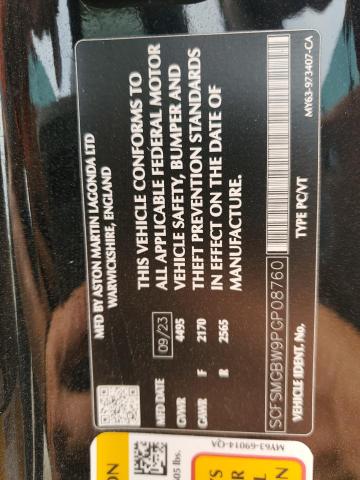 MFD BY ASTON MARTIN LAGONDA LTD
WARWICKSHIRE, ENGLAND
MFD DATE 09/23
GVWR 4495
GAWR F 2170
R 2565
THIS VEHICLE CONFORMS TO
ALL APPLICABLE FEDERAL MOTOR
VEHICLE SAFETY, BUMPER AND
THEFT PREVENTION STANDARDS
IN EFFECT ON THE DATE OF
MANUFACTURE.
SCFSMGBW9PGP08760
VEHICLE IDENT. No.
TYPE PC/VT
MY63-973407-CA
MY63-69014-QA